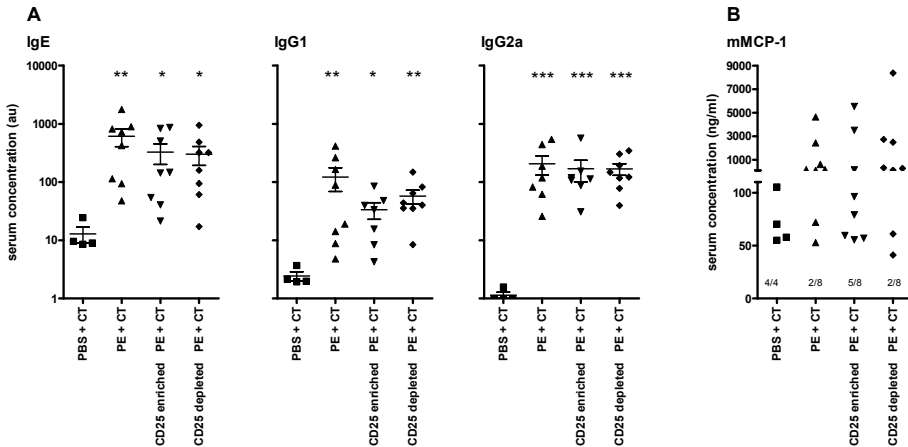 A
B
IgE
IgG1
IgG2a
mMCP-1
serum concentration (au)
10000
1000
100
10
1
** * *
** * **
*** *** ***
PBS + CT
PE + CT
CD25 enriched PE + CT
CD25 depleted PE + CT
PBS + CT
PE + CT
CD25 enriched PE + CT
CD25 depleted PE + CT
PBS + CT
PE + CT
CD25 enriched PE + CT
CD25 depleted PE + CT
serum concentration (ng/ml)
9000
7000
5000
3000
1000
100
50
0
4/4 2/8 5/8 2/8
PBS + CT
PE + CT
CD25 enriched PE + CT
CD25 depleted PE + CT